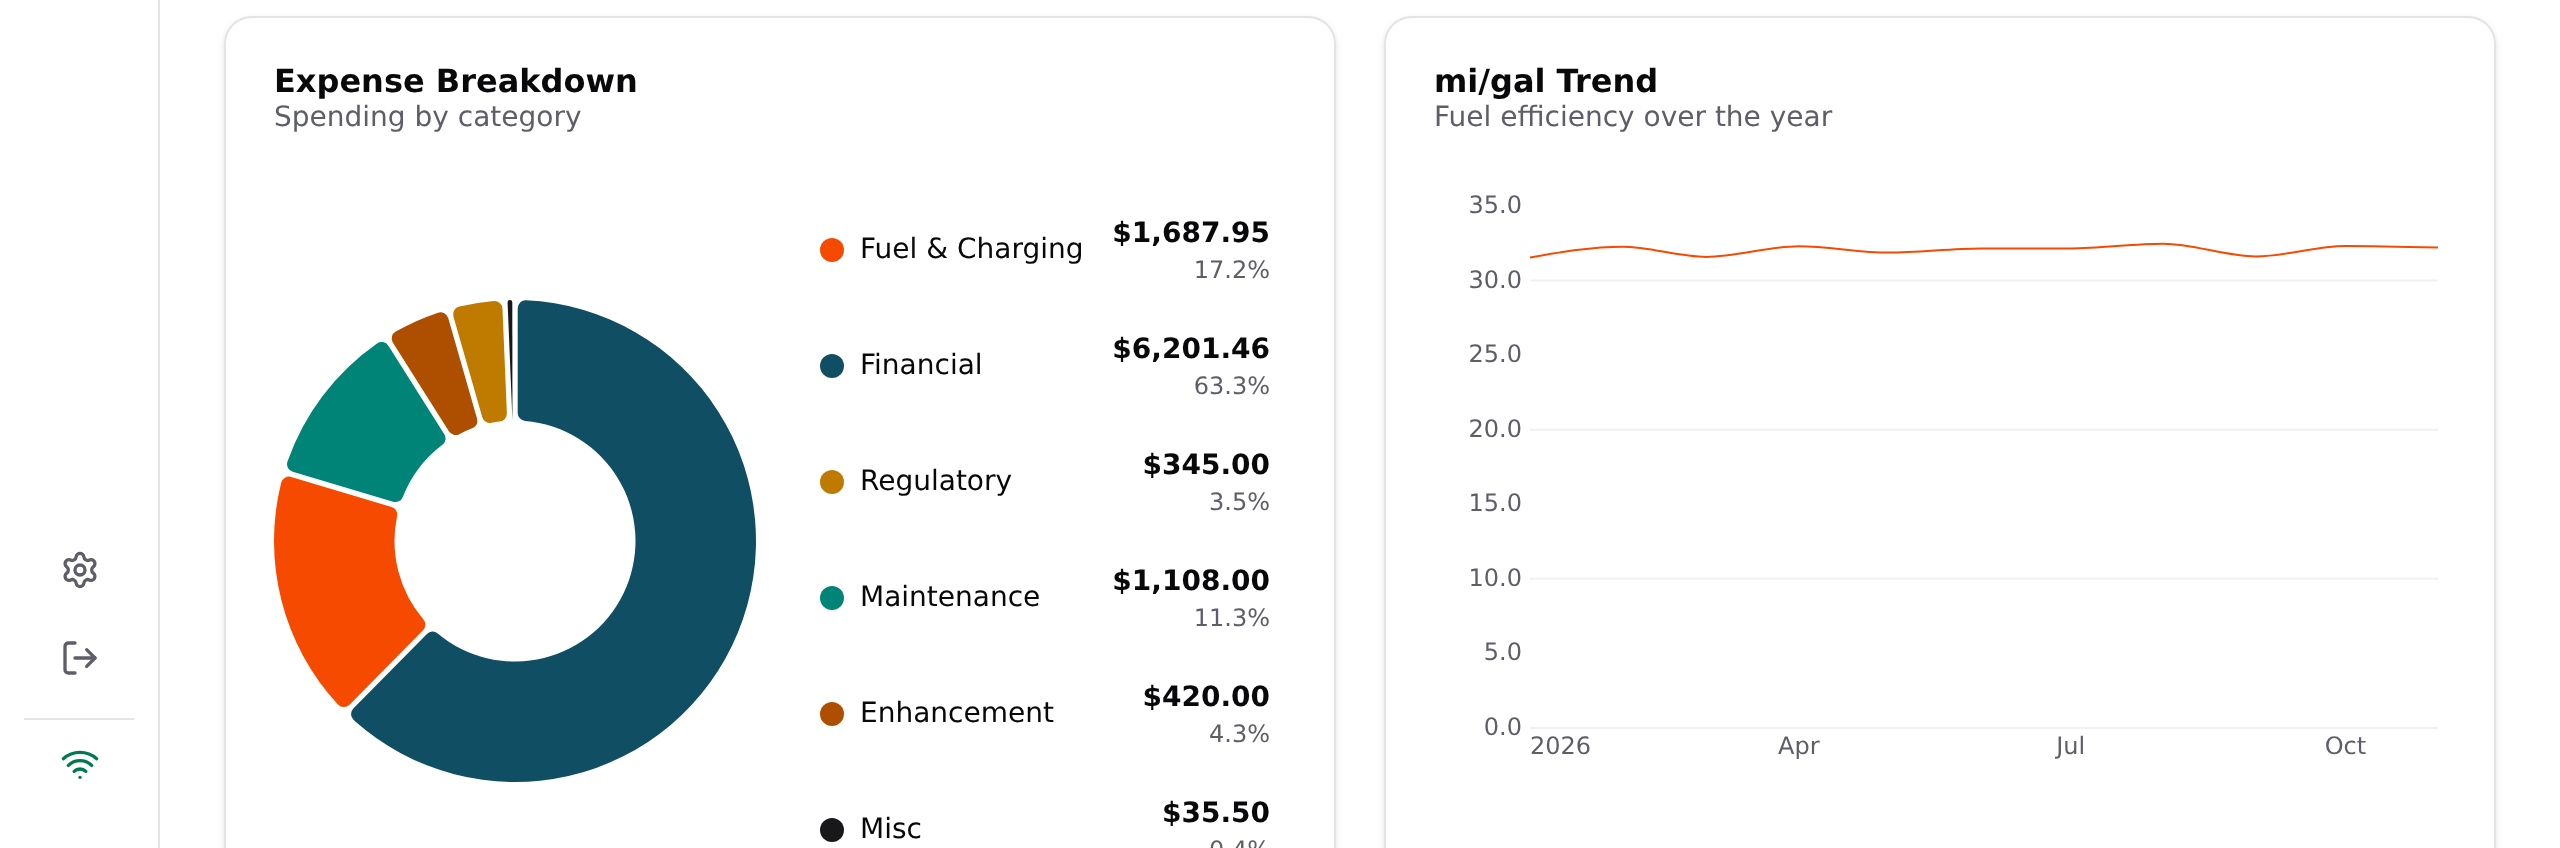 Expense Breakdown
Spending by category
Fuel & Charging $1,687.95
17.2%
Financial $6,201.46
63.3%
Regulatory $345.00
3.5%
Maintenance $1,108.00
11.3%
Enhancement $420.00
4.3%
Misc $35.50
0.4%
mi/gal Trend
Fuel efficiency over the year
35.0
30.0
25.0
20.0
15.0
10.0
5.0
0.0
2026 Apr Jul Oct